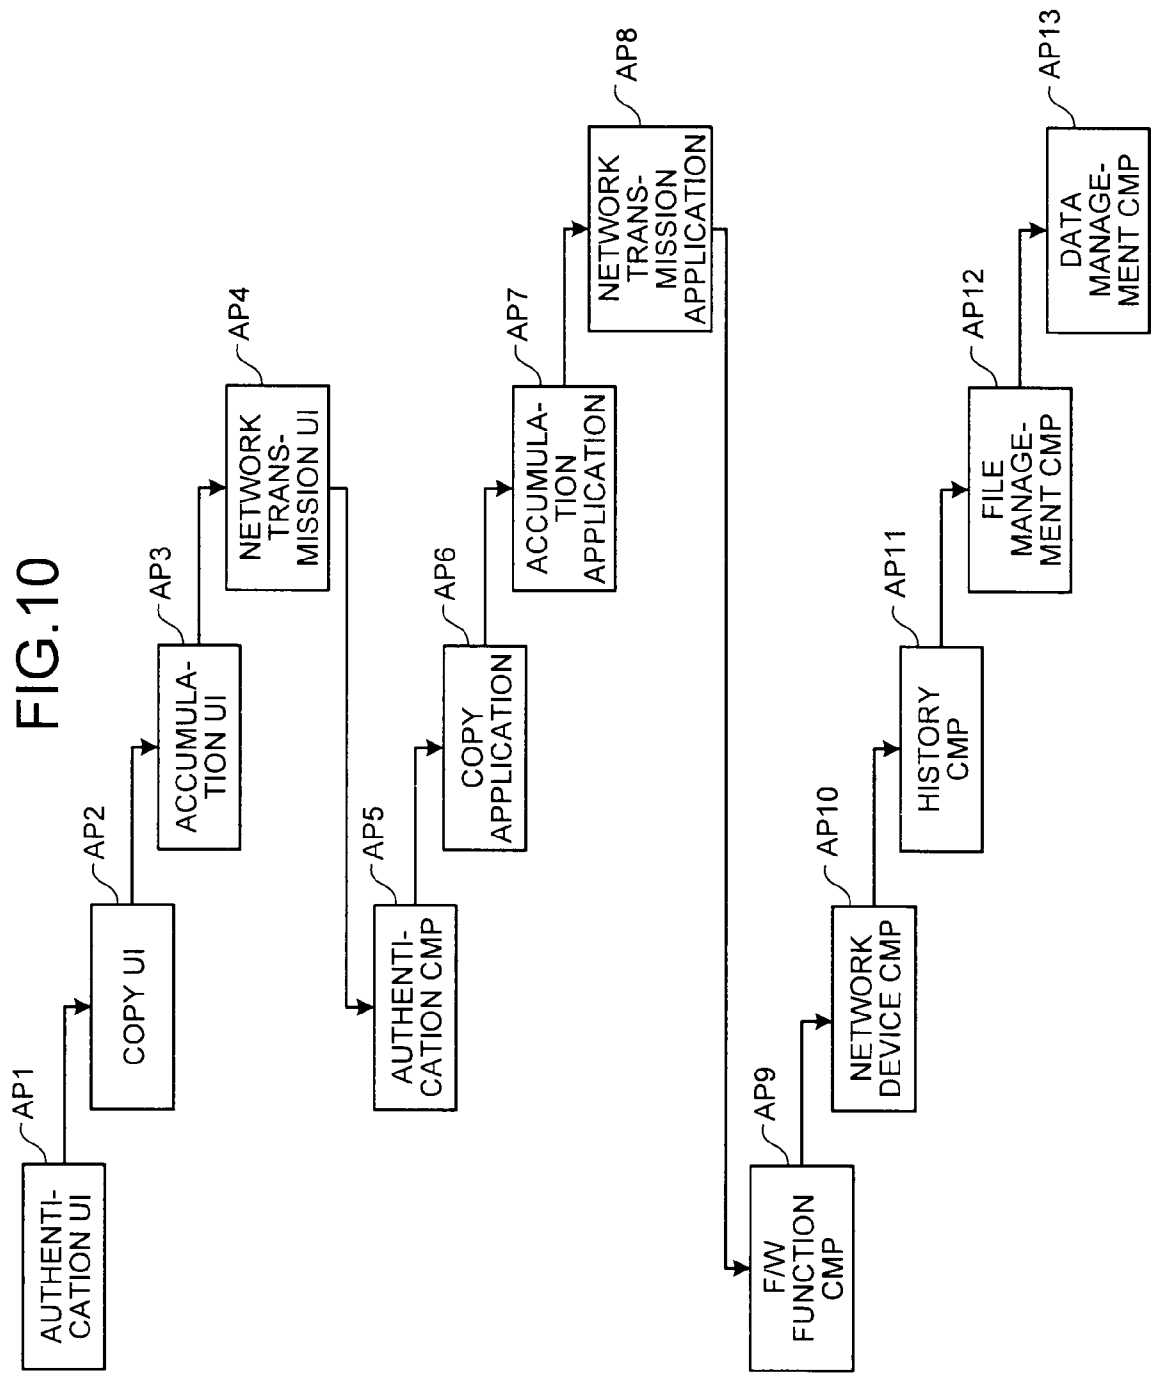 FIG.10
AP1
AUTHENTI-
CATION UI
AP2
COPY UI
AP3
ACCUMULA-
TION UI
AP4
NETWORK
TRANS-
MISSION UI
AP5
AUTHENTI-
CATION CMP
AP6
COPY
APPLICATION
AP7
ACCUMULA-
TION
APPLICATION
AP8
NETWORK
TRANS-
MISSION
APPLICATION
AP9
F/W
FUNCTION
CMP
AP10
NETWORK
DEVICE CMP
AP11
HISTORY
CMP
AP12
FILE
MANAGE-
MENT CMP
AP13
DATA
MANAGE-
MENT CMP